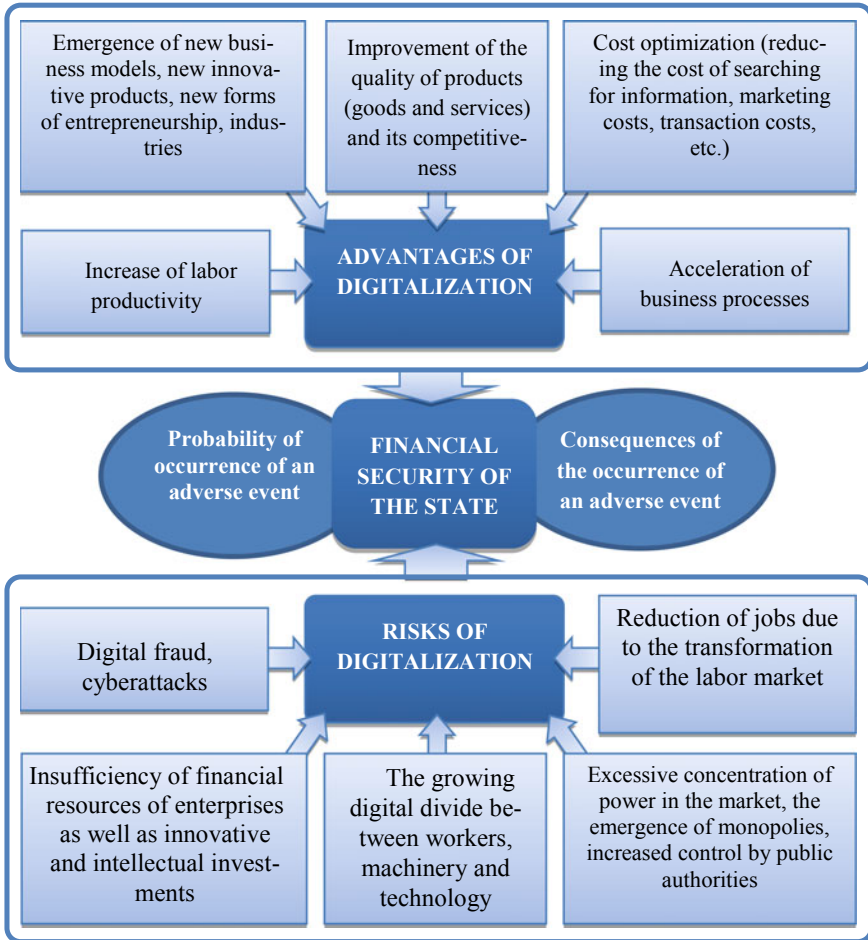 Emergence of new busi-
ness models, new innova-
tive products, new forms
of entrepreneurship, indus-
tries
Improvement of the
quality of products
(goods and services)
and its competitive-
ness
Cost optimization (reduc-
ing the cost of searching
for information, marketing
costs, transaction costs,
etc.)
Increase of labor
productivity
ADVANTAGES OF
DIGITALIZATION
Acceleration of
business processes
Probability of
occurrence of an
adverse event
FINANCIAL
SECURITY OF
THE STATE
Consequences of
the occurrence of
an adverse event
Digital fraud,
cyberattacks
RISKS OF
DIGITALIZATION
Reduction of jobs due
to the transformation
of the labor market
Insufficiency of financial
resources of enterprises
as well as innovative
and intellectual invest-
ments
The growing
digital divide be-
tween workers,
machinery and
technology
Excessive concentration of
power in the market, the
emergence of monopolies,
increased control by public
authorities